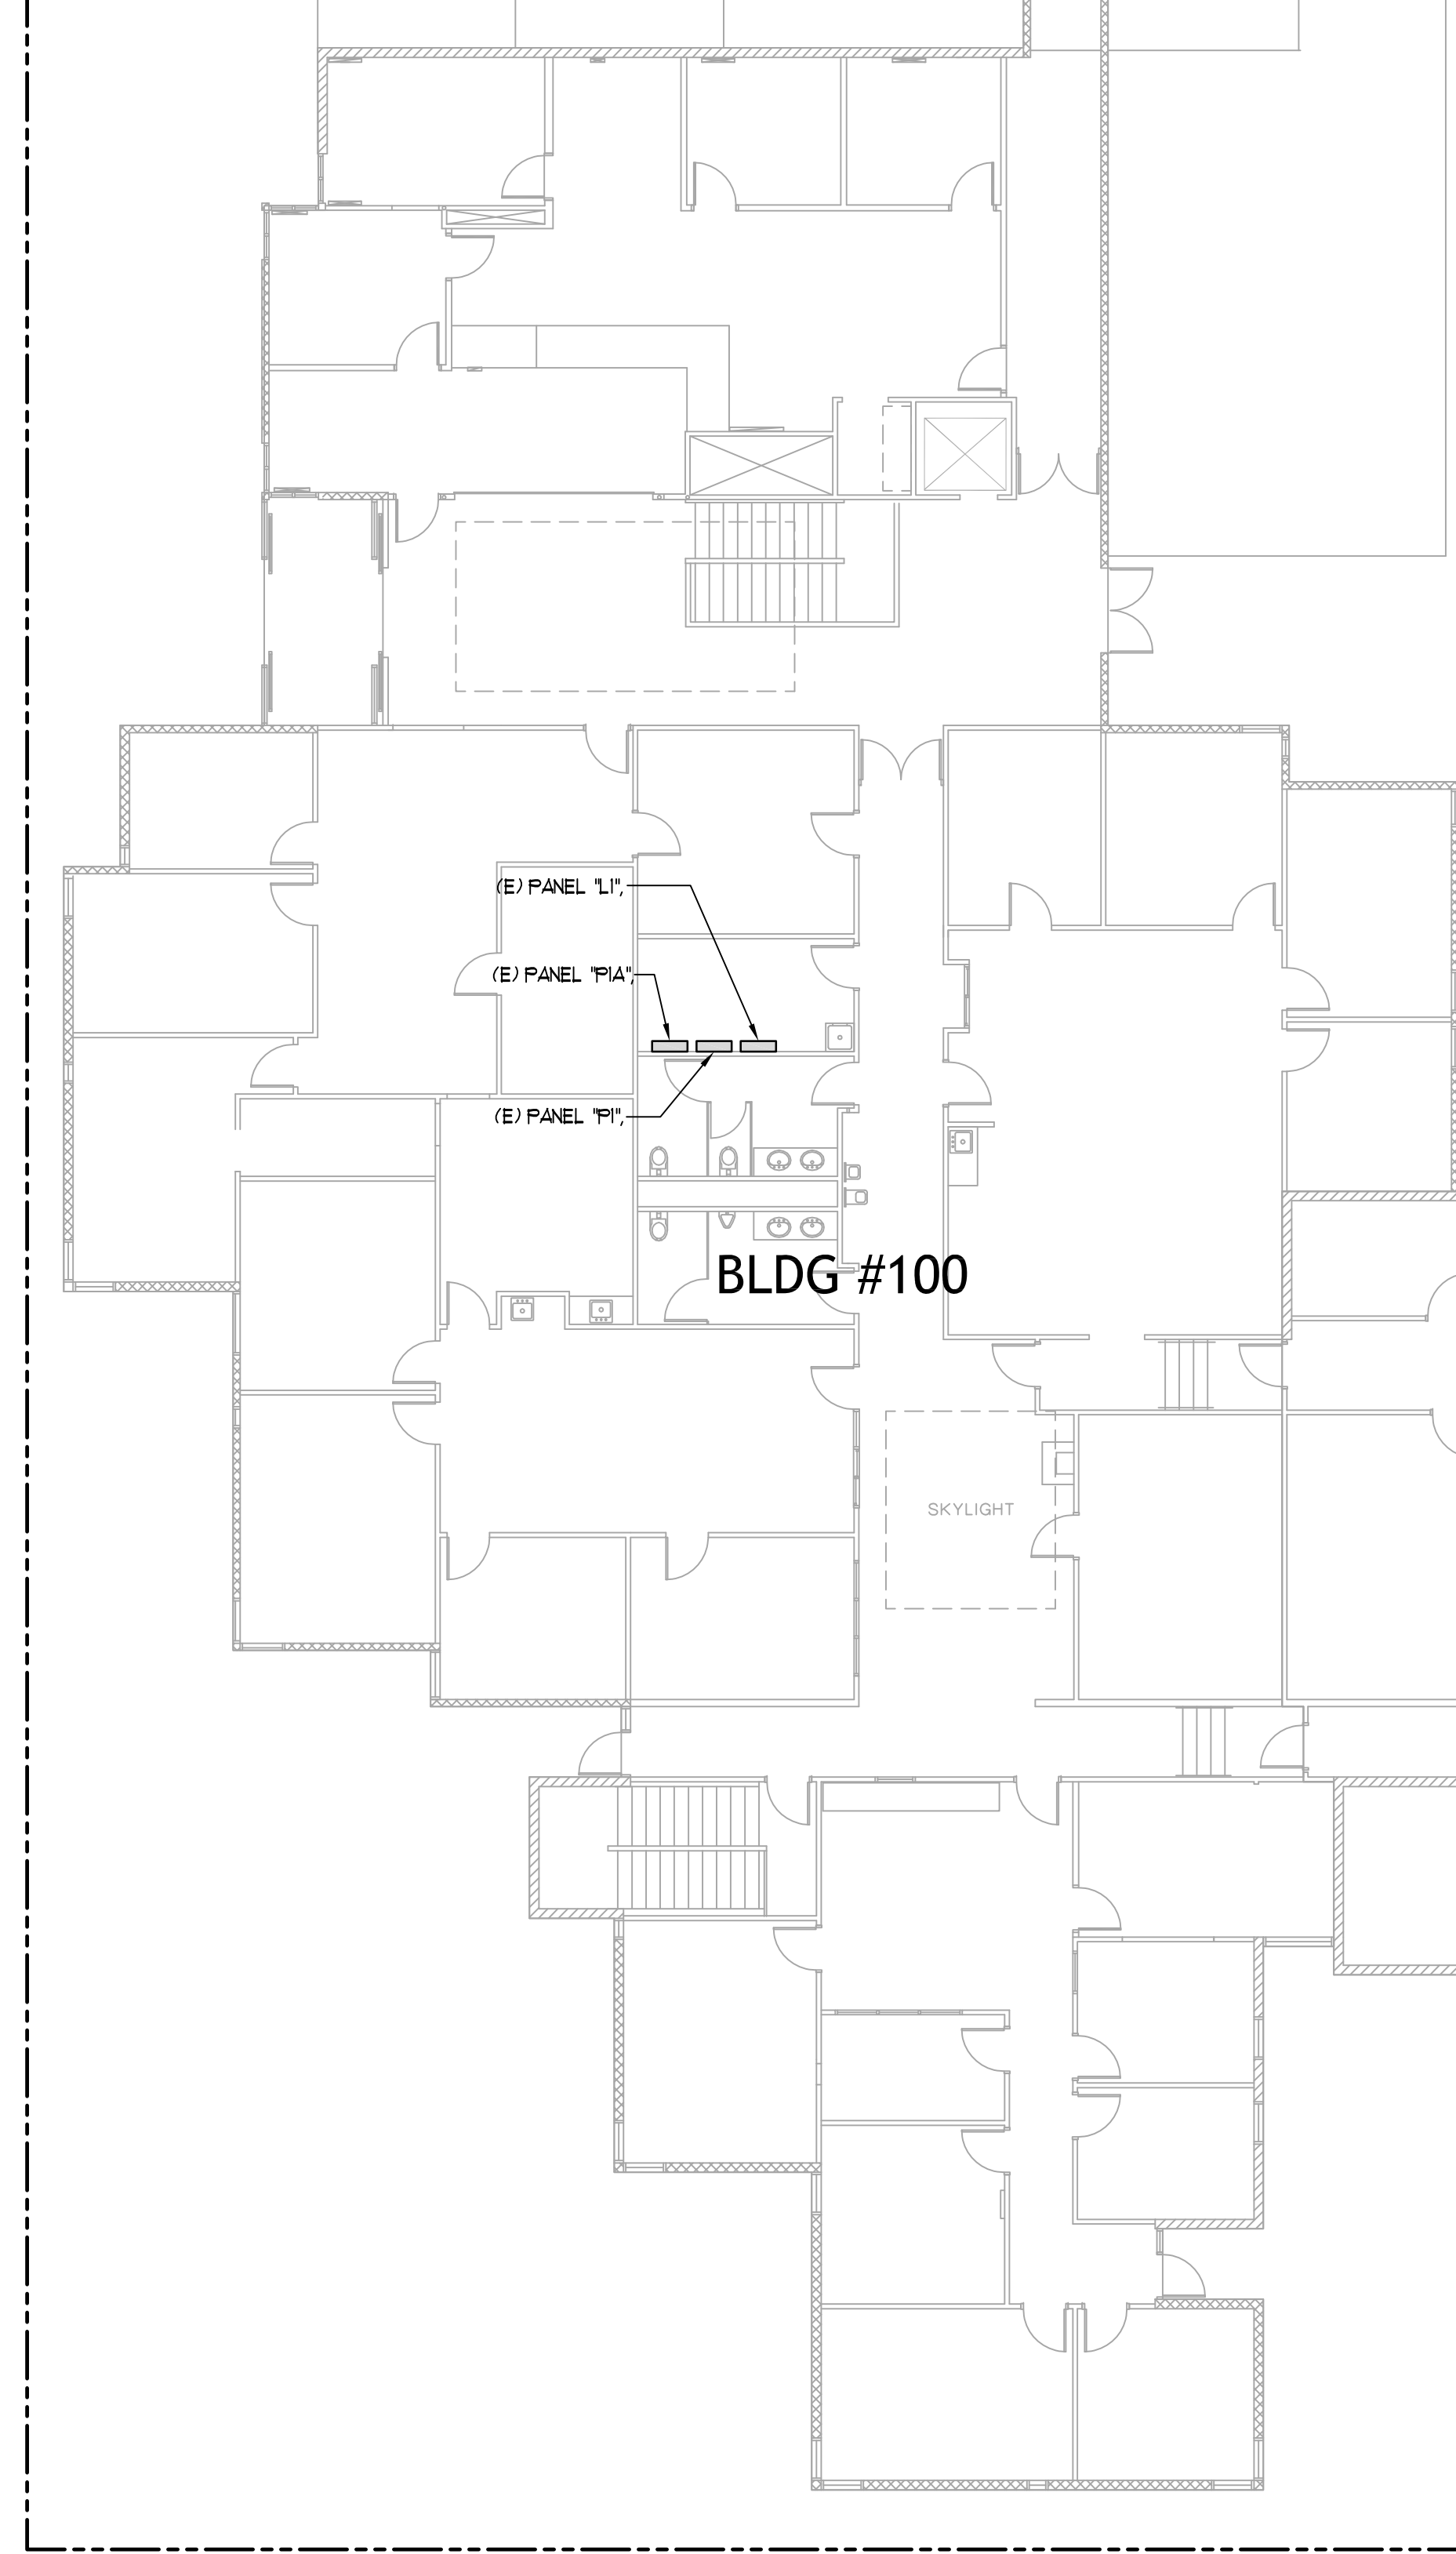 (E) PANEL "L1",
(E) PANEL "P1A",
(E) PANEL "P1",
BLDG #100
SKYLIGHT